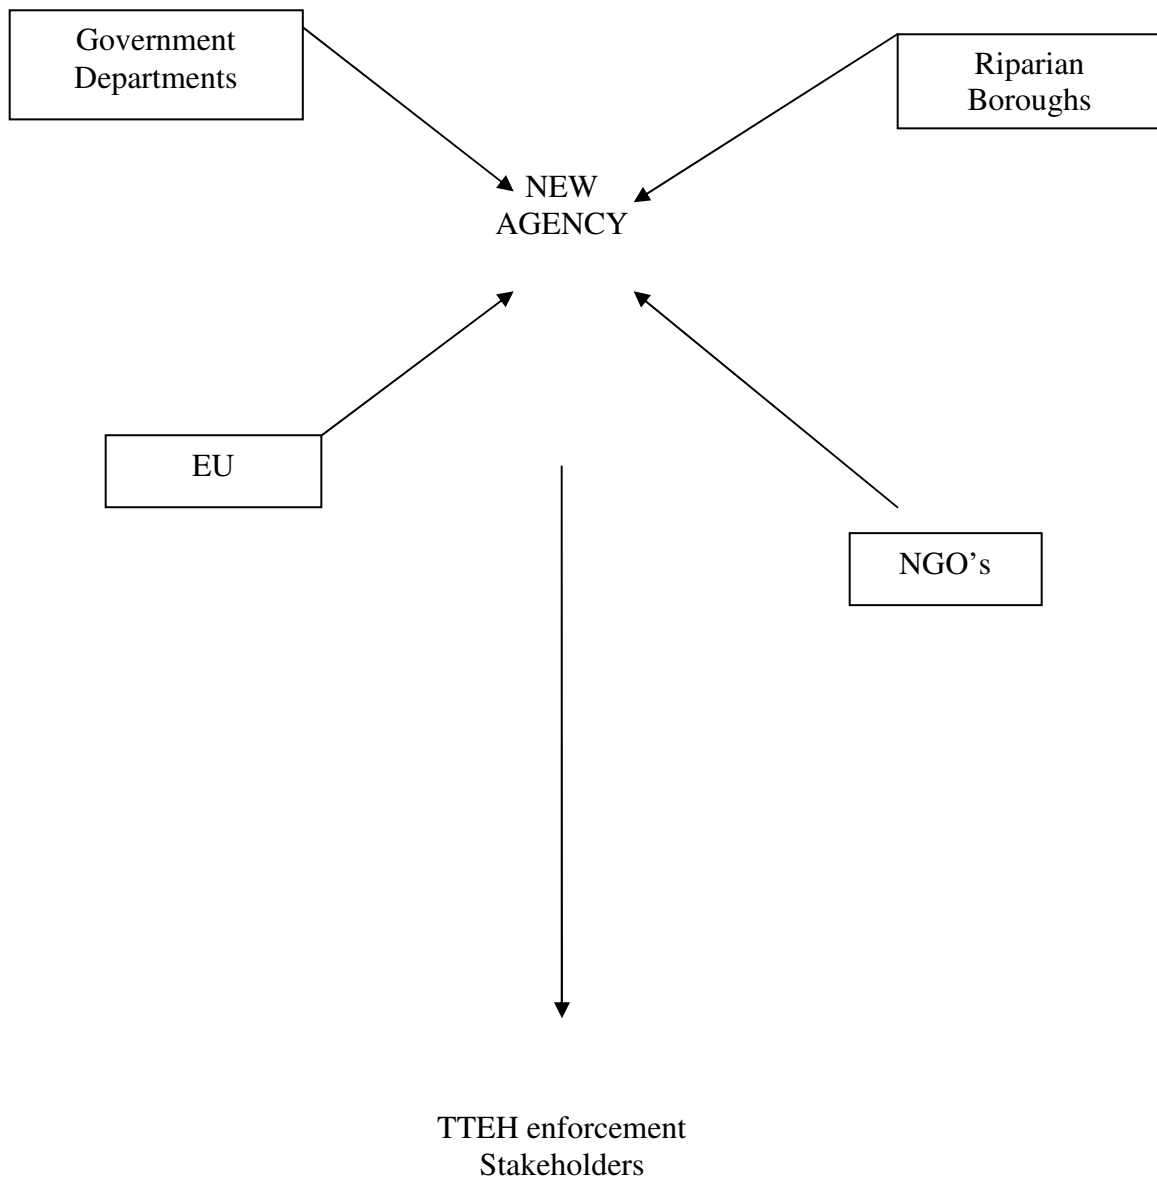 Government
Departments
Riparian
Boroughs
NEW
AGENCY
EU
NGO’s
TTEH enforcement
Stakeholders